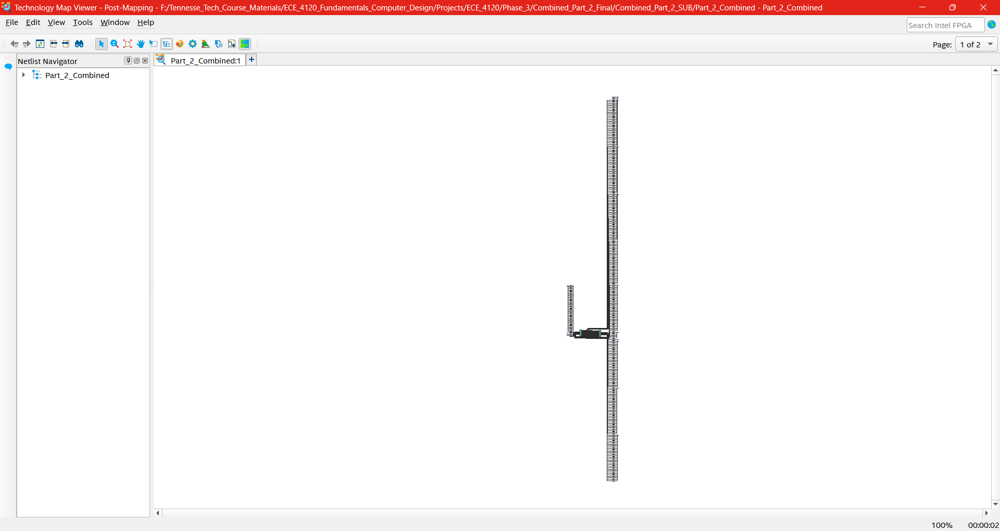 Technology Map Viewer - Post-Mapping - F:/Tennesse_Tech_Course_Materials/ECE_4120_Fundamentals_Computer_Design/Projects/ECE_4120/Phase_3/Combined_Part_2_Final/Combined_Part_2_SUB/Part_2_Combined - Part_2_Combined
File Edit View Tools Window Help
Search Intel FPGA
Page: 1 of 2
Netlist Navigator
Part_2_Combined:1
Part_2_Combined
100% 00:00:02